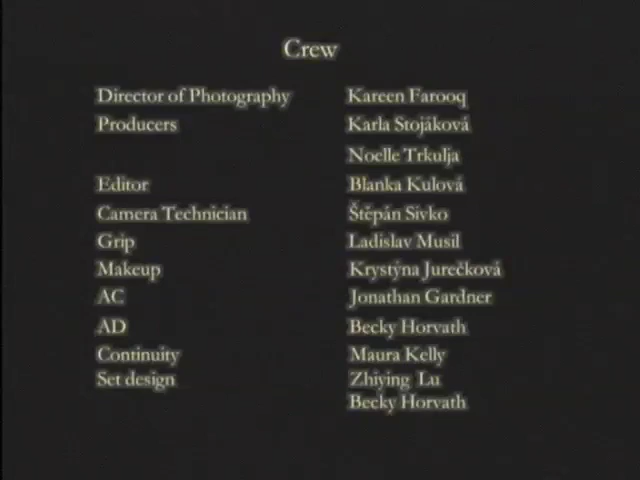 Crew
Director of Photography Kareen Farooq
Producers Karla Stojáková
Noelle Trkulja
Editor Blanka Kulová
Camera Technician Štěpán Sivko
Grip Ladislav Musil
Makeup Krystýna Jurečková
AC Jonathan Gardner
AD Becky Horvath
Continuity Maura Kelly
Set design Zhiying Lu
Becky Horvath